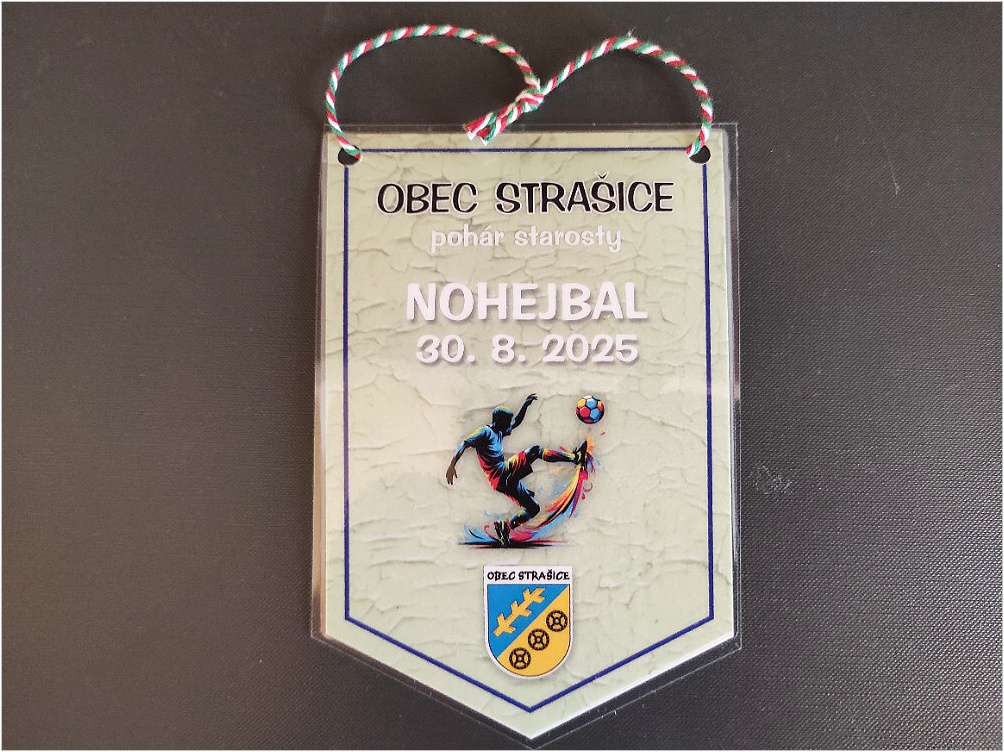 OBEC STRAŠICE
pohár starosty
NOHEJBAL
30. 8. 2025
OBEC STRAŠICE